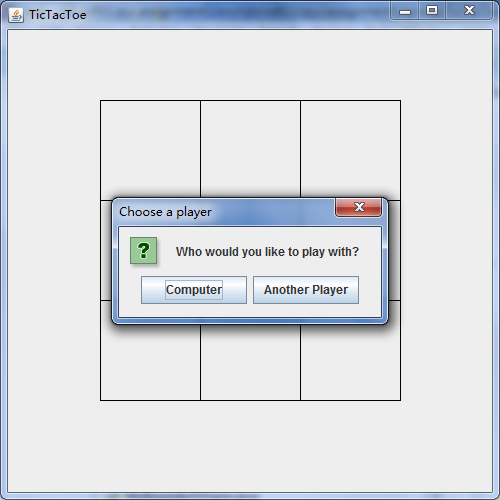 TicTacToe
Choose a player
?
Who would you like to play with?
Computer
Another Player